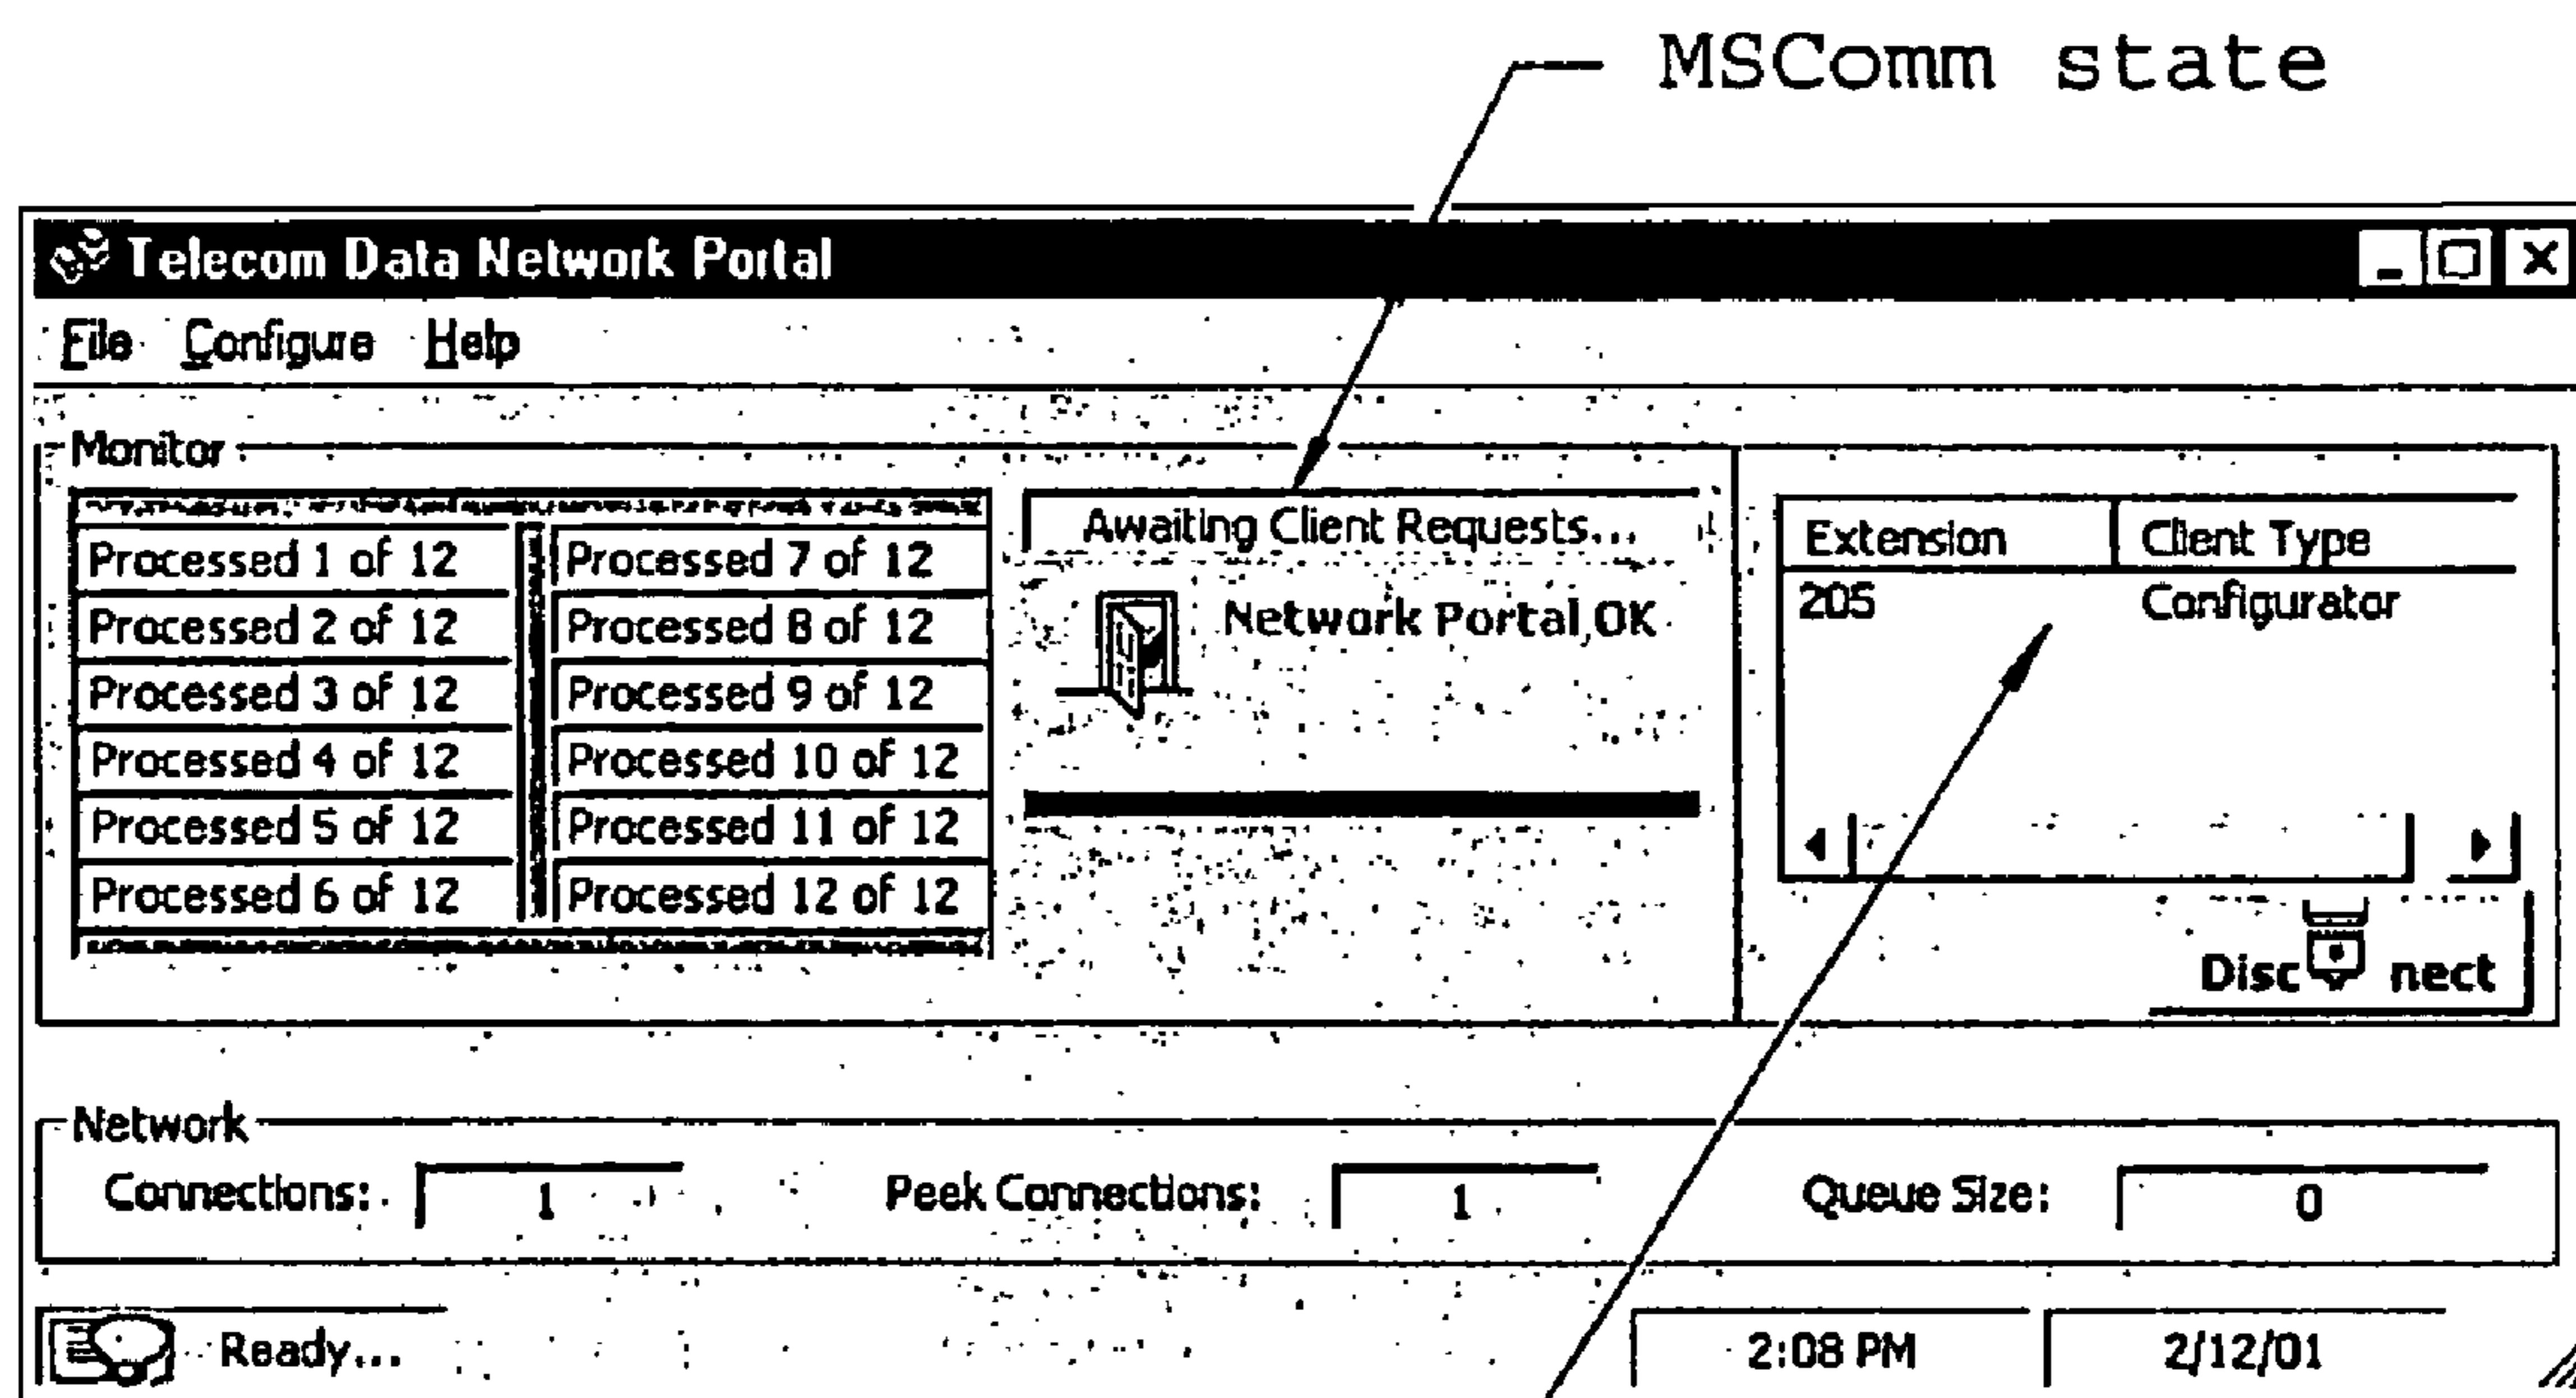 MSComm state
Telecom Data Network Portal
File Configure Help
Monitor
Processed 1 of 12
Processed 2 of 12
Processed 3 of 12
Processed 4 of 12
Processed 5 of 12
Processed 6 of 12
Processed 7 of 12
Processed 8 of 12
Processed 9 of 12
Processed 10 of 12
Processed 11 of 12
Processed 12 of 12
Awaiting Client Requests...
Network Portal OK
Extension Client Type
205 Configurator
Disc nect
Network
Connections: 1 Peek Connections: 1 Queue Size: 0
Ready... 2:08 PM 2/12/01